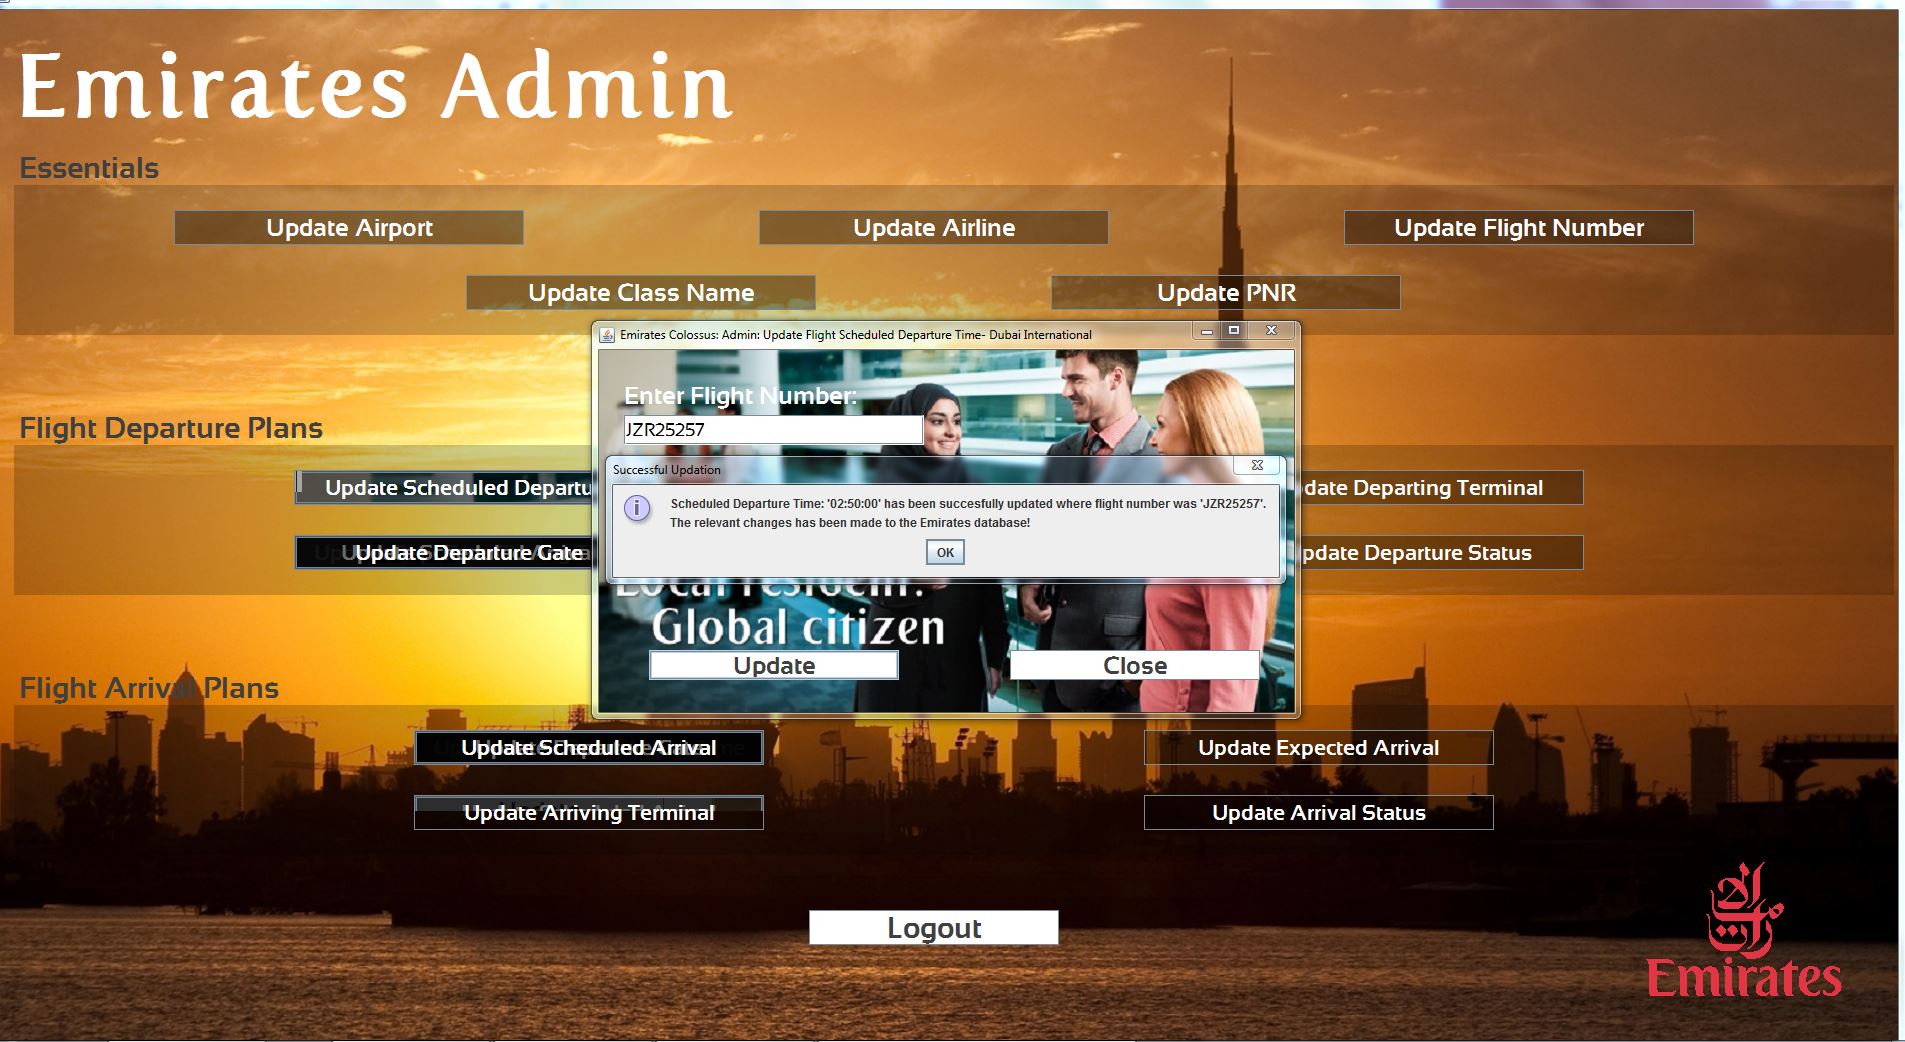 Emirates Admin
Essentials
Update Airport
Update Airline
Update Flight Number
Update Class Name
Update PNR
Emirates Colossus: Admin: Update Flight Scheduled Departure Time- Dubai International
Enter Flight Number:
JZR25257
Flight Departure Plans
Successful Updation
Update Scheduled Departu
Scheduled Departure Time: '02:50:00' has been succesfully updated where flight number was 'JZR25257'.
The relevant changes has been made to the Emirates database!
OK
date Departing Terminal
Update Departure Gate
pdate Departure Status
Local resident.
Global citizen
Update
Close
Flight Arrival Plans
Update Scheduled Arrival
Update Expected Arrival
Update Arriving Terminal
Update Arrival Status
Logout
امارات
Emirates